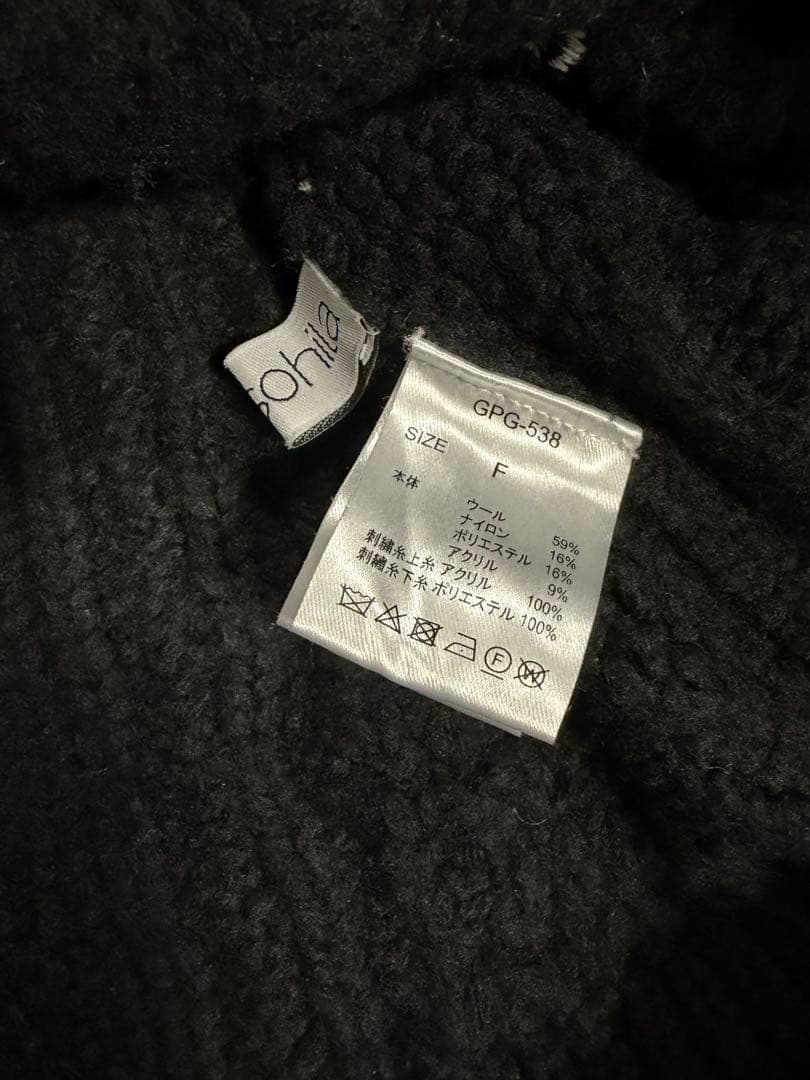 sohila
GPG-538
SIZE F
本体
ウール 59%
ナイロン 16%
ポリエステル 16%
アクリル 9%
刺繍糸上糸 アクリル 100%
刺繍糸下糸 ポリエステル 100%
F
W